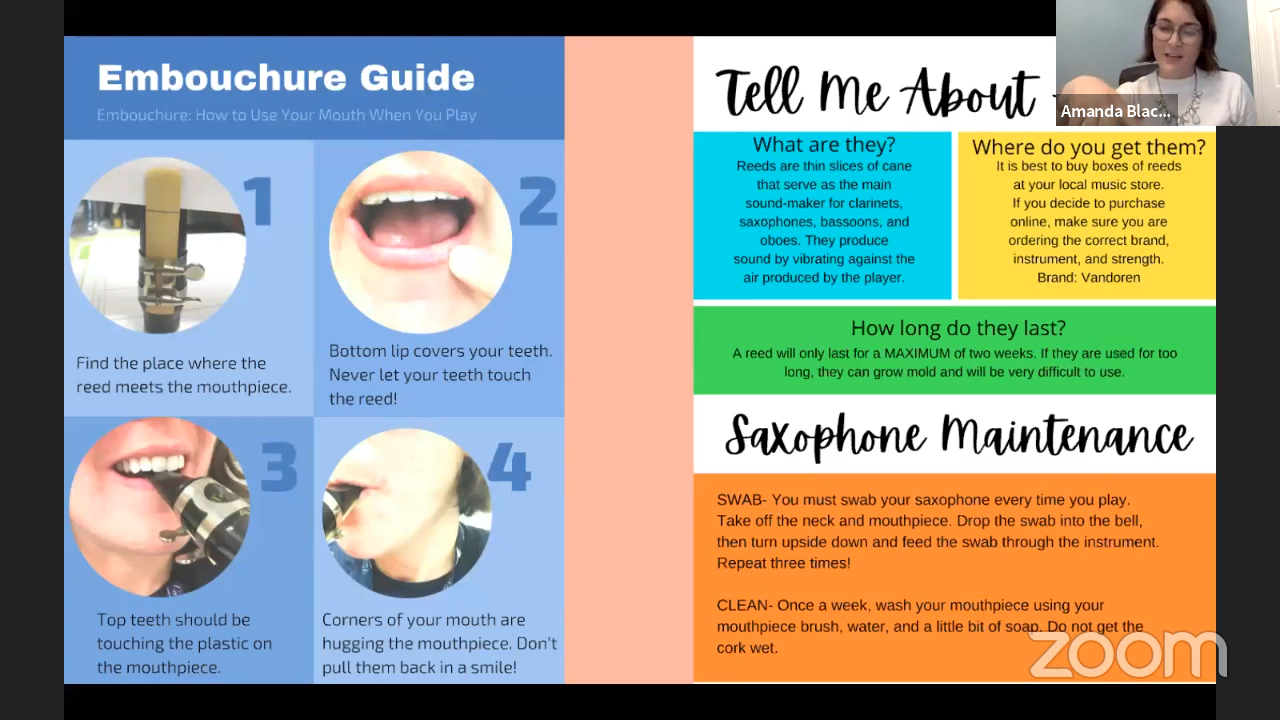 Embouchure Guide
Embouchure: How to Use Your Mouth When You Play
1
Find the place where the
reed meets the mouthpiece.
2
Bottom lip covers your teeth.
Never let your teeth touch
the reed!
3
Top teeth should be
touching the plastic on
the mouthpiece.
4
Corners of your mouth are
hugging the mouthpiece. Don't
pull them back in a smile!
Tell Me About
Amanda Blac...
What are they?
Reeds are thin slices of cane
that serve as the main
sound-maker for clarinets,
saxophones, bassoons, and
oboes. They produce
sound by vibrating against the
air produced by the player.
Where do you get them?
It is best to buy boxes of reeds
at your local music store.
If you decide to purchase
online, make sure you are
ordering the correct brand,
instrument, and strength.
Brand: Vandoren
How long do they last?
A reed will only last for a MAXIMUM of two weeks. If they are used for too
long, they can grow mold and will be very difficult to use.
Saxophone Maintenance
SWAB- You must swab your saxophone every time you play.
Take off the neck and mouthpiece. Drop the swab into the bell,
then turn upside down and feed the swab through the instrument.
Repeat three times!
CLEAN- Once a week, wash your mouthpiece using your
mouthpiece brush, water, and a little bit of soap. Do not get the
cork wet.
zoom